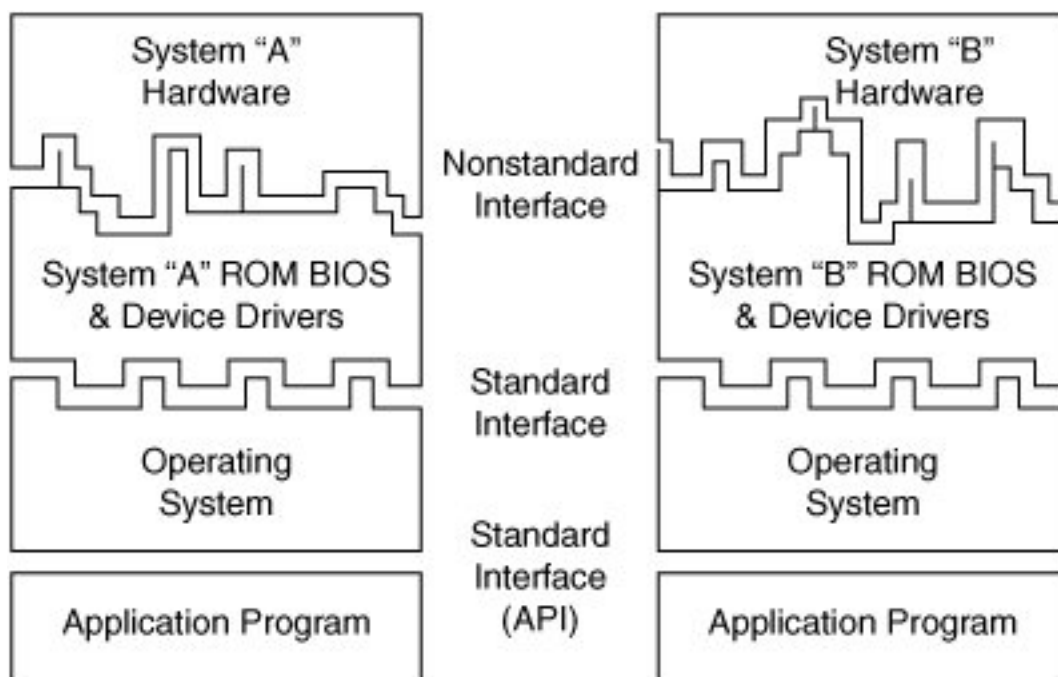 System “A”
Hardware
System “B”
Hardware
Nonstandard
Interface
System “A” ROM BIOS
& Device Drivers
System “B” ROM BIOS
& Device Drivers
Standard
Interface
Operating
System
Operating
System
Standard
Interface
(API)
Application Program
Application Program